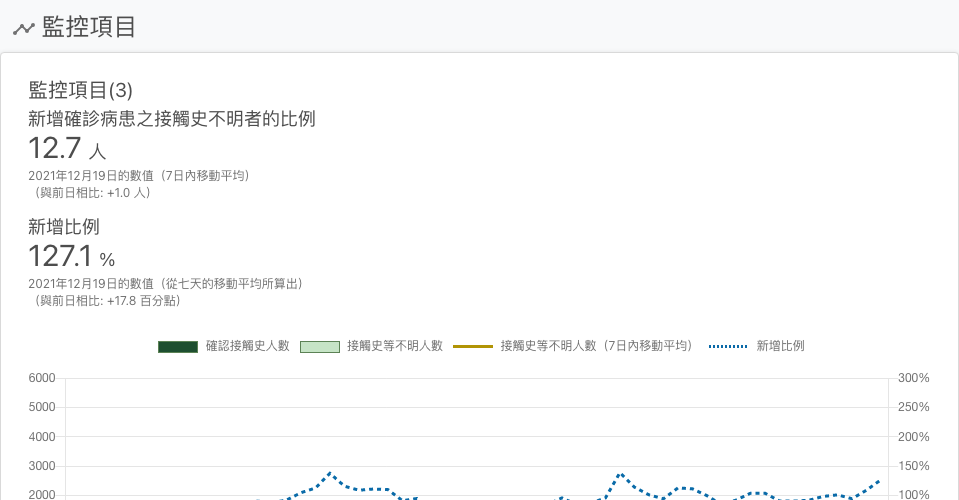 監控項目
監控項目(3)
新增確診病患之接觸史不明者的比例
12.7 人
2021年12月19日的數值（7日內移動平均）
（與前日相比: +1.0 人）
新增比例
127.1 %
2021年12月19日的數值（從七天的移動平均所算出）
（與前日相比: +17.8 百分點）
確認接觸史人數 接觸史等不明人數 接觸史等不明人數（7日內移動平均） 新增比例
6000 300%
5000 250%
4000 200%
3000 150%
2000 100%